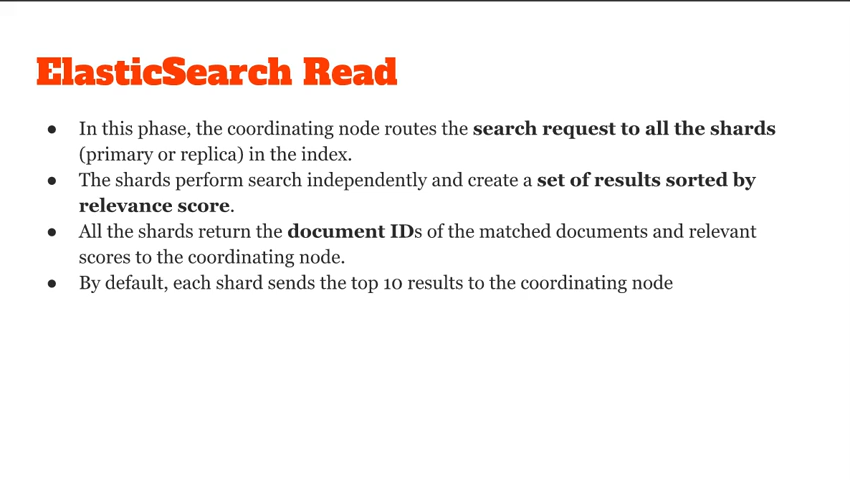 ElasticSearch Read
● In this phase, the coordinating node routes the search request to all the shards
(primary or replica) in the index.
● The shards perform search independently and create a set of results sorted by
relevance score.
● All the shards return the document IDs of the matched documents and relevant
scores to the coordinating node.
● By default, each shard sends the top 10 results to the coordinating node